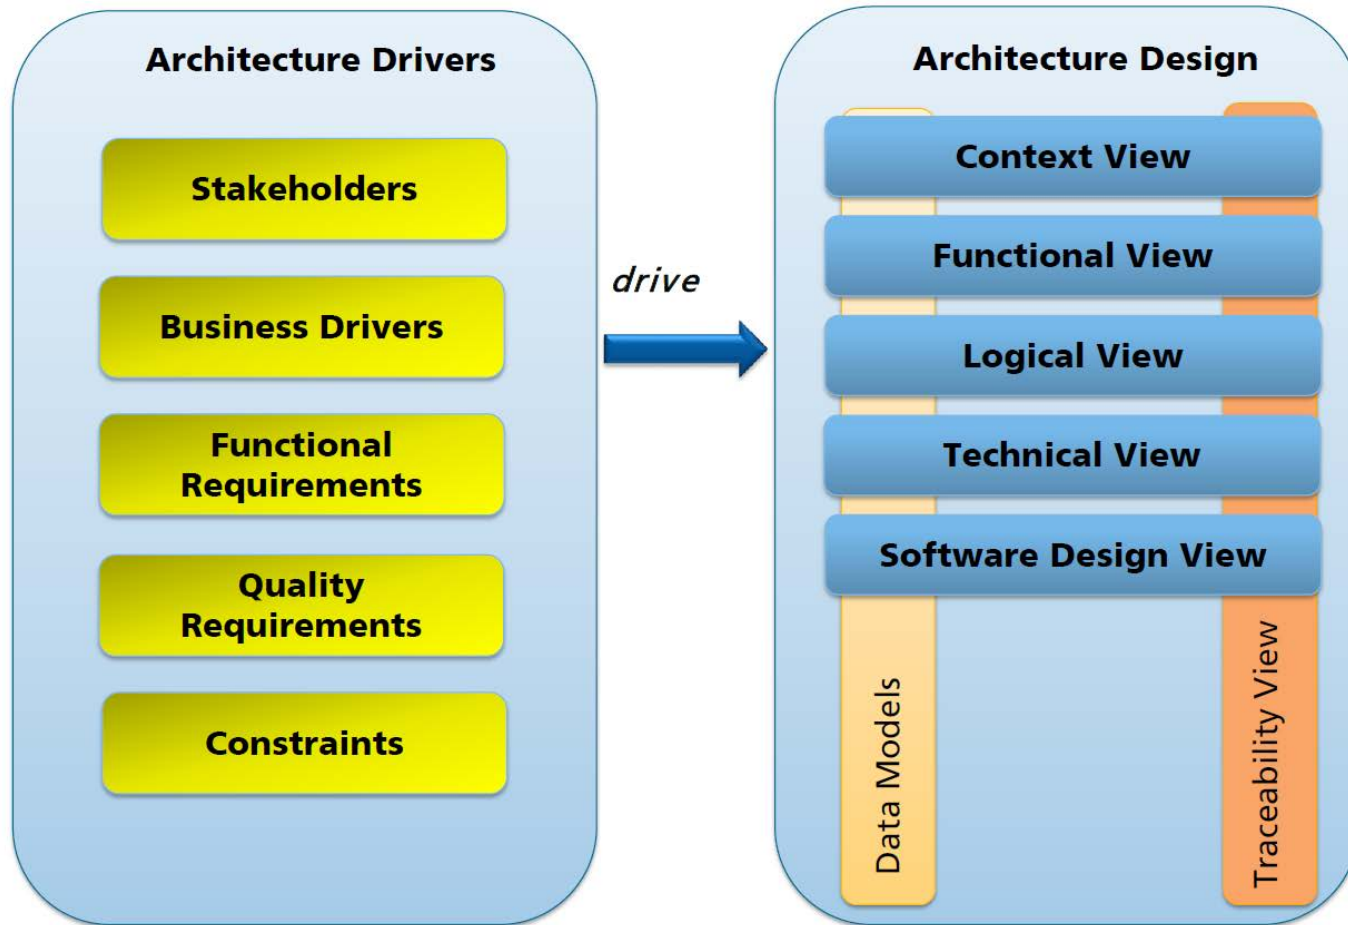 Architecture Drivers
Stakeholders
Business Drivers
Functional
Requirements
Quality
Requirements
Constraints
drive
Architecture Design
Context View
Functional View
Logical View
Technical View
Software Design View
Data Models
Traceability View